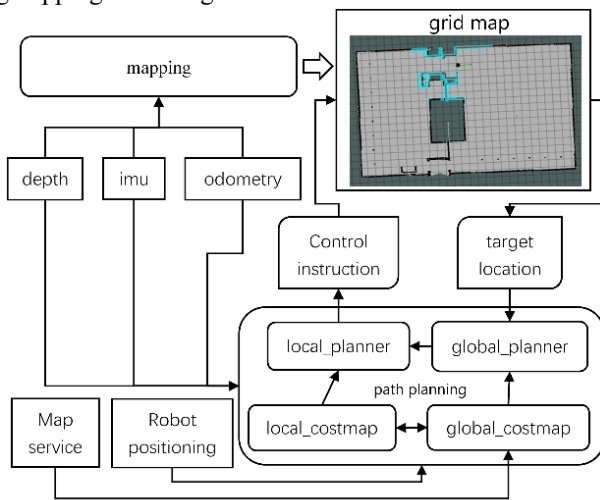 grid map
mapping
depth
imu
odometry
Control
instruction
target
location
local_planner
global_planner
path planning
local_costmap
global_costmap
Map
service
Robot
positioning